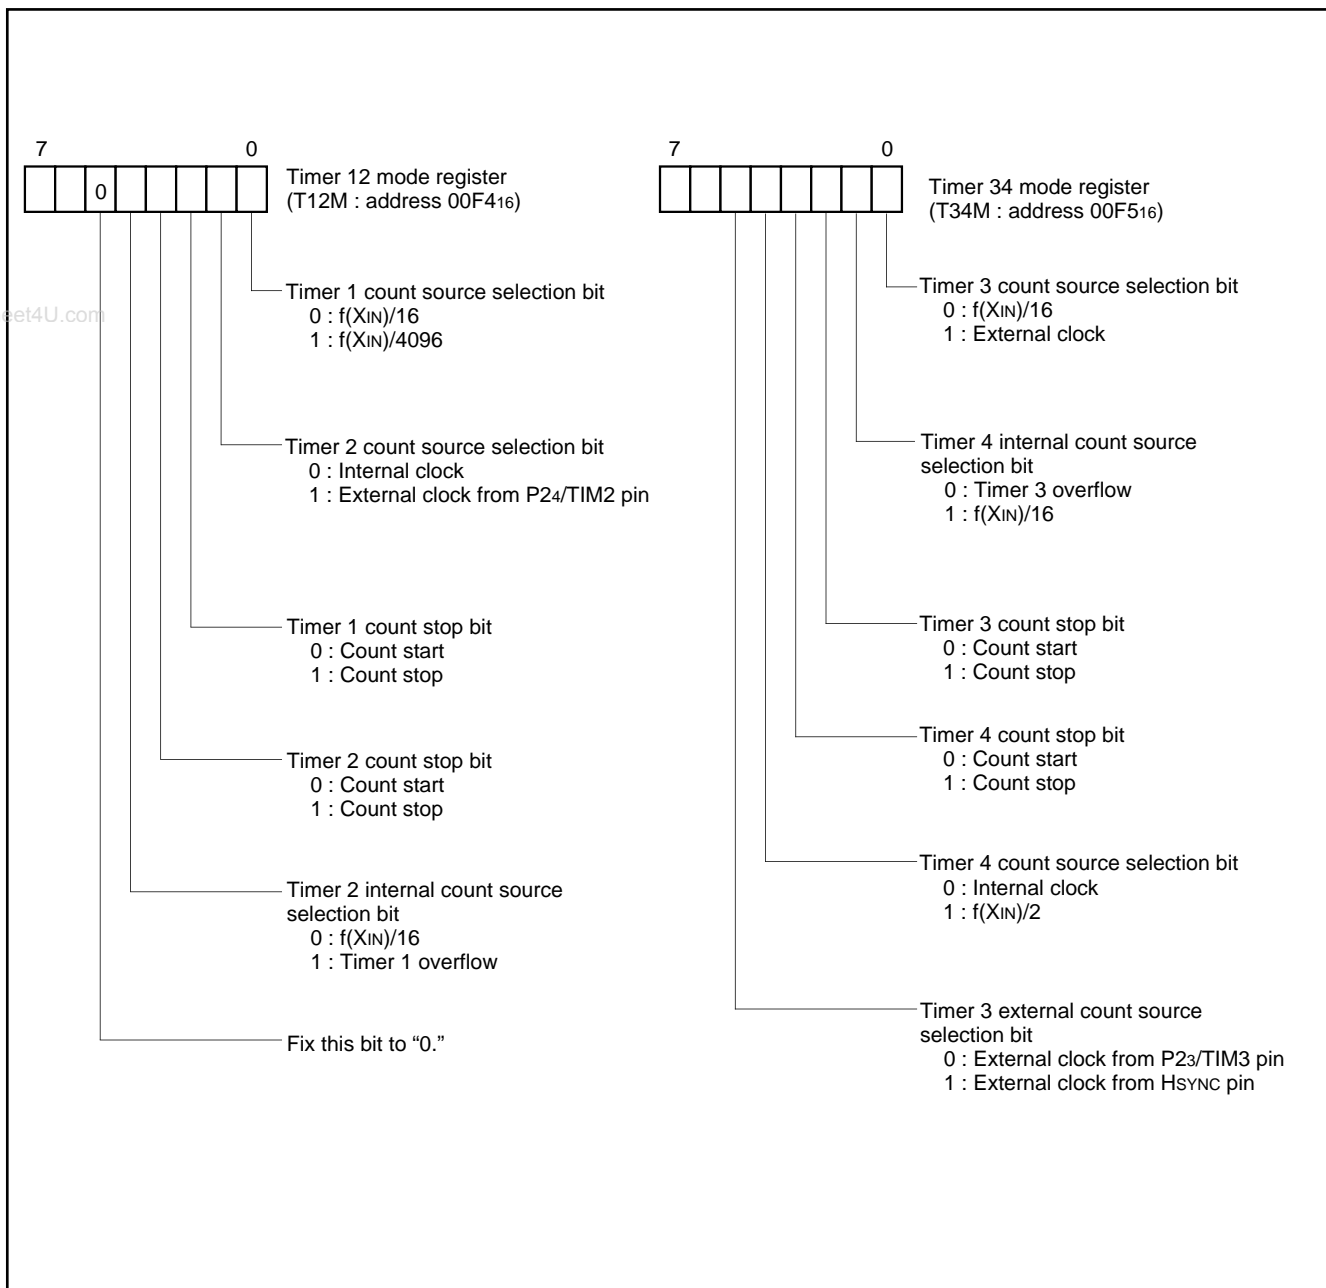 7 0
0
Timer 12 mode register
(T12M : address 00F416)
Timer 1 count source selection bit
0 : f(XIN)/16
1 : f(XIN)/4096
Timer 2 count source selection bit
0 : Internal clock
1 : External clock from P24/TIM2 pin
Timer 1 count stop bit
0 : Count start
1 : Count stop
Timer 2 count stop bit
0 : Count start
1 : Count stop
Timer 2 internal count source
selection bit
0 : f(XIN)/16
1 : Timer 1 overflow
Fix this bit to “0.”
7 0
Timer 34 mode register
(T34M : address 00F516)
Timer 3 count source selection bit
0 : f(XIN)/16
1 : External clock
Timer 4 internal count source
selection bit
0 : Timer 3 overflow
1 : f(XIN)/16
Timer 3 count stop bit
0 : Count start
1 : Count stop
Timer 4 count stop bit
0 : Count start
1 : Count stop
Timer 4 count source selection bit
0 : Internal clock
1 : f(XIN)/2
Timer 3 external count source
selection bit
0 : External clock from P23/TIM3 pin
1 : External clock from HSYNC pin
eet4U.com